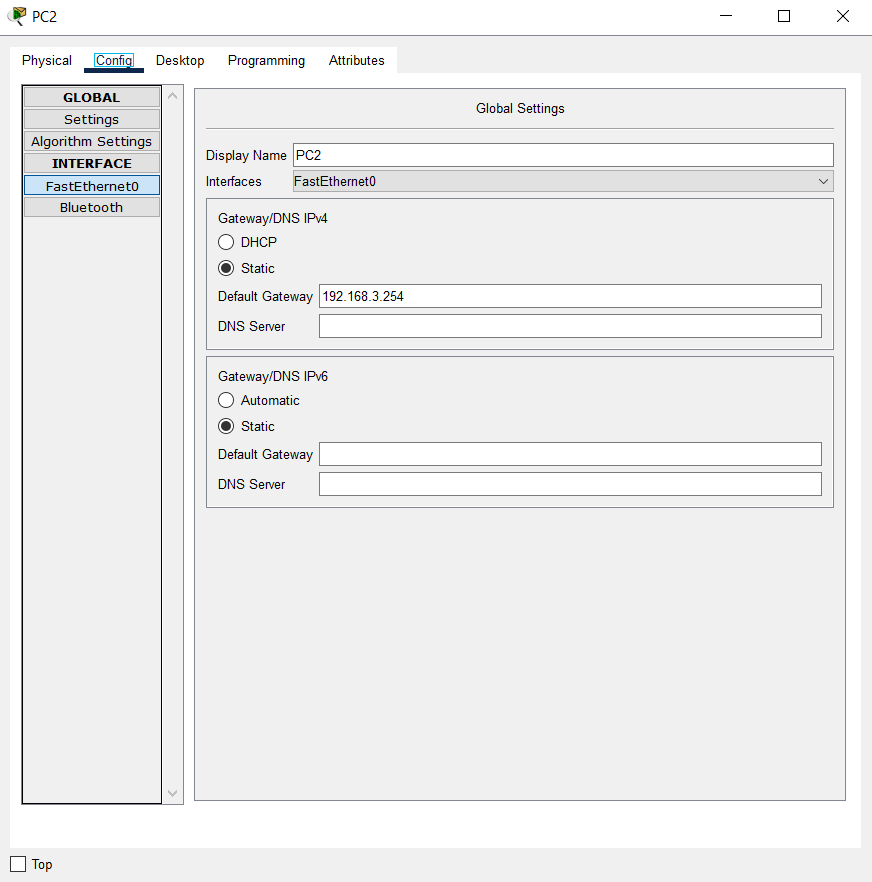 PC2
Physical Config Desktop Programming Attributes
GLOBAL
Settings
Algorithm Settings
INTERFACE
FastEthernet0
Bluetooth
Global Settings
Display Name PC2
Interfaces FastEthernet0
Gateway/DNS IPv4
DHCP
Static
Default Gateway 192.168.3.254
DNS Server
Gateway/DNS IPv6
Automatic
Static
Default Gateway
DNS Server
Top